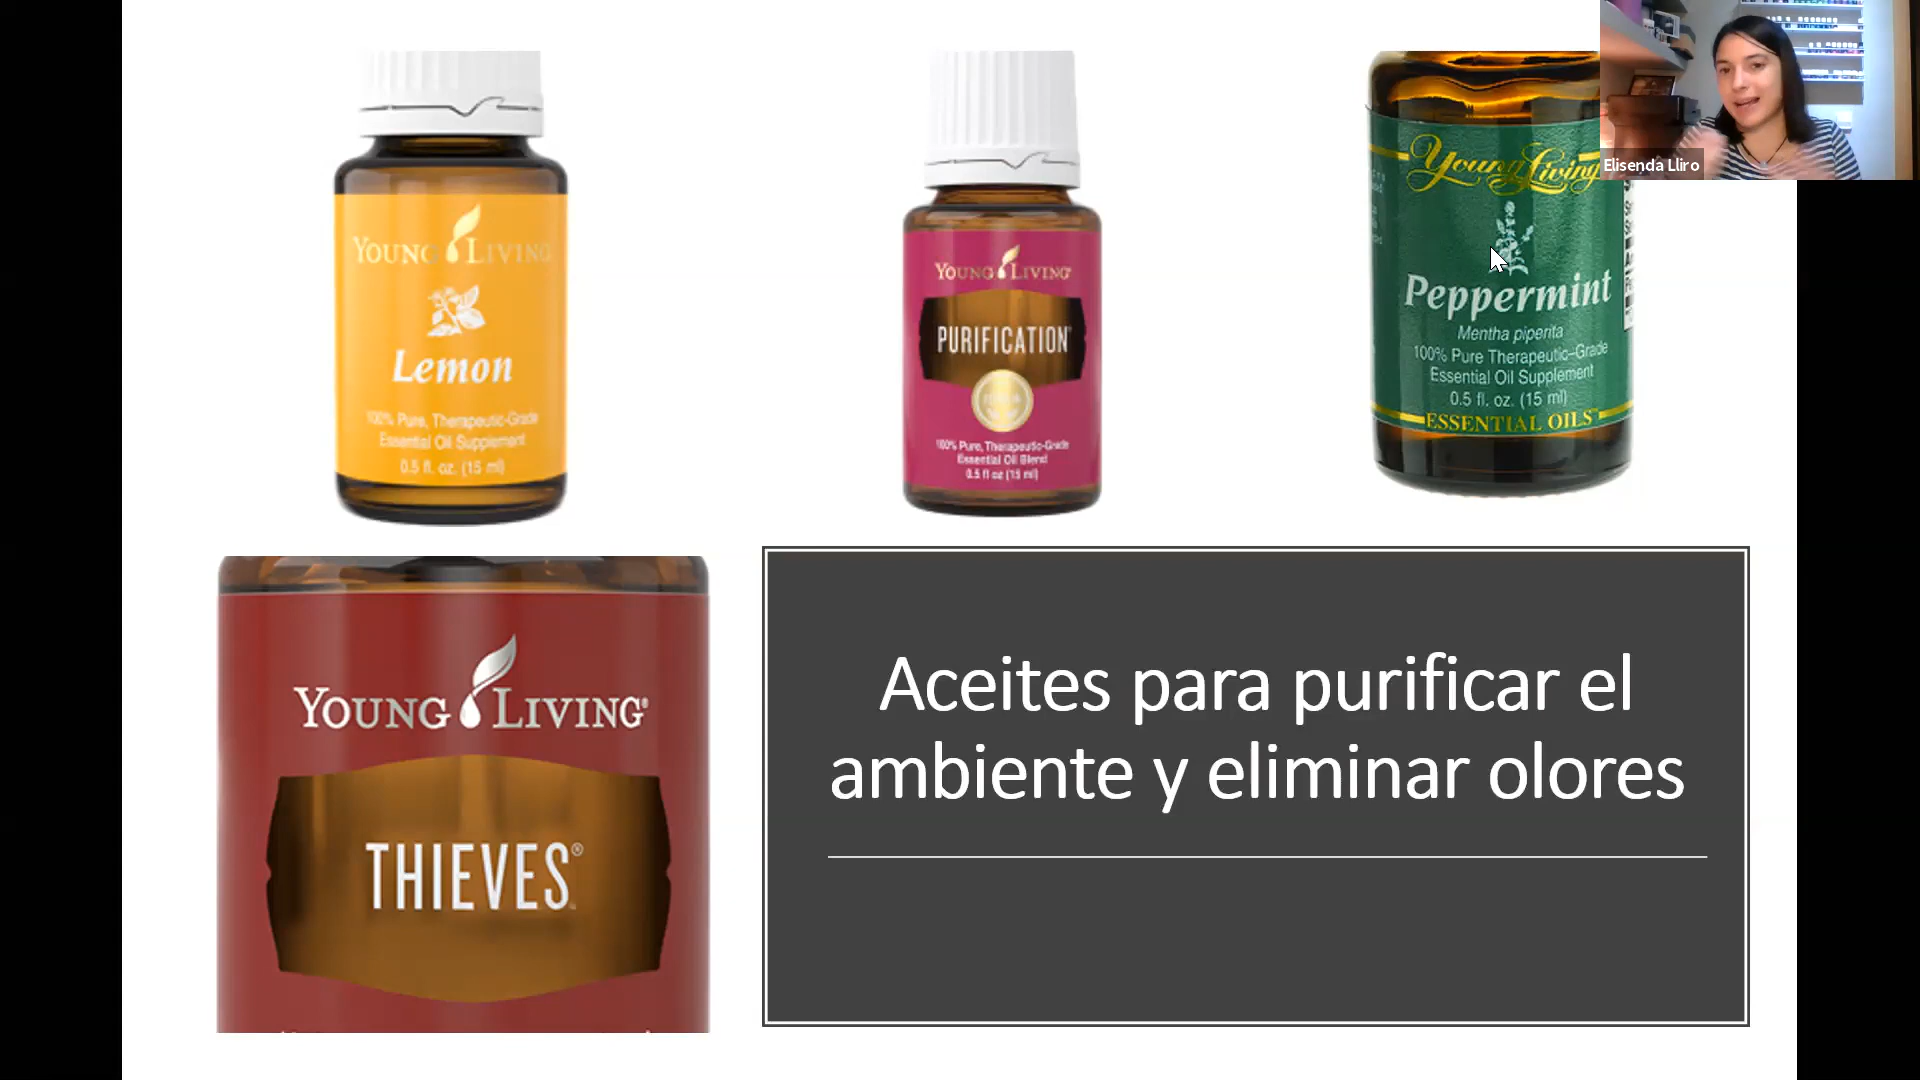 YOUNG LIVING
Lemon
100% Pure, Therapeutic-Grade
Essential Oil Supplement
0.5 fl. oz. (15 ml)
YOUNG LIVING
PURIFICATION®
100% Pure, Therapeutic-Grade
Essential Oil Blend
0.5 fl oz (15 ml)
Young Living
Peppermint
Mentha piperita
100% Pure Therapeutic-Grade
Essential Oil Supplement
0.5 fl. oz. (15 ml)
ESSENTIAL OILS™
Elisenda Lliro
YOUNG LIVING®
THIEVES®
Aceites para purificar el
ambiente y eliminar olores